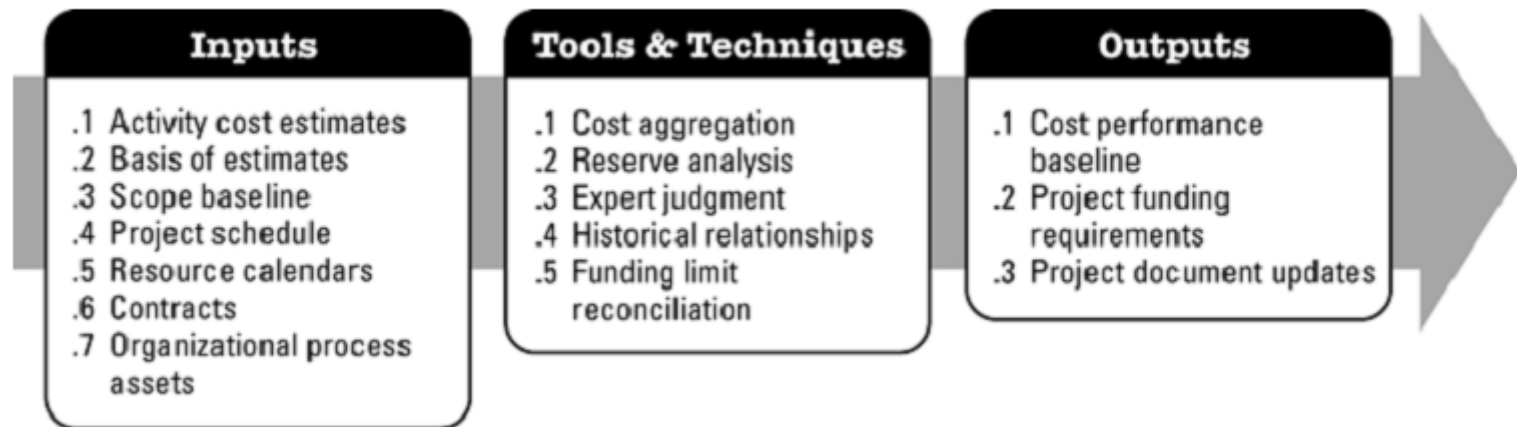 Inputs
.1 Activity cost estimates
.2 Basis of estimates
.3 Scope baseline
.4 Project schedule
.5 Resource calendars
.6 Contracts
.7 Organizational process
assets
Tools & Techniques
.1 Cost aggregation
.2 Reserve analysis
.3 Expert judgment
.4 Historical relationships
.5 Funding limit
reconciliation
Outputs
.1 Cost performance
baseline
.2 Project funding
requirements
.3 Project document updates